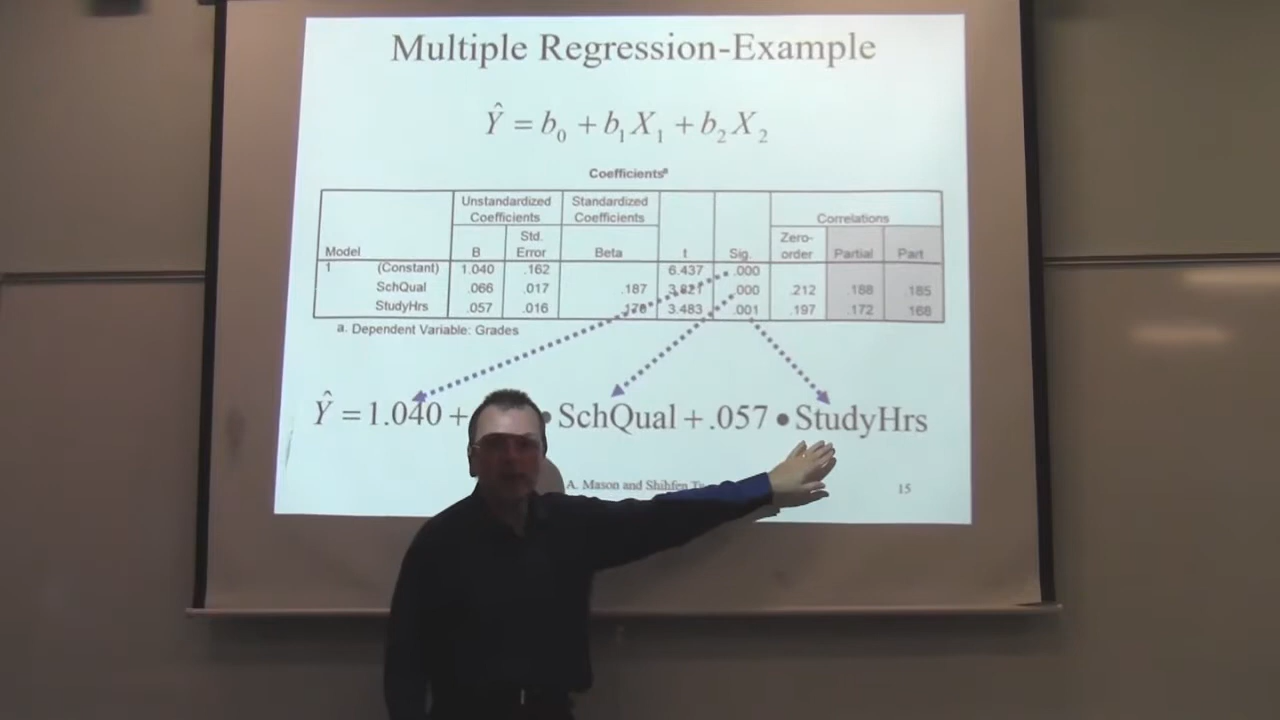 Multiple Regression-Example
Ŷ = b₀ + b₁X₁ + b₂X₂
Coefficientsᵃ
Unstandardized Coefficients Standardized Coefficients Correlations
Model B Std. Error Beta t Sig. Zero-order Partial Part
1 (Constant) 1.040 .162 6.437 .000
SchQual .066 .017 .187 3.821 .000 .212 .188 .185
StudyHrs .057 .016 3.483 .001 .197 .172 .168
a. Dependent Variable: Grades
Ŷ = 1.040 + • SchQual + .057 • StudyHrs
A. Mason and Shihfen
15